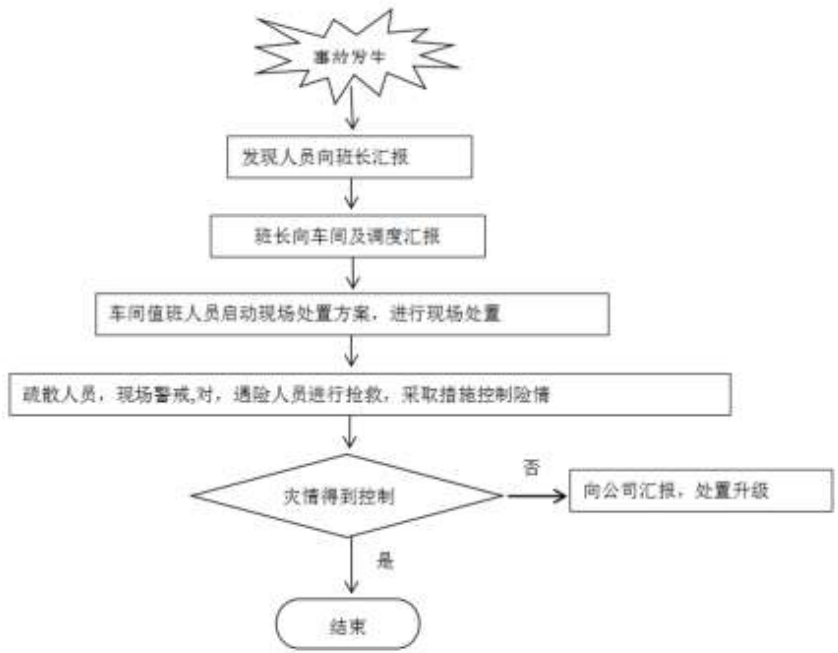 事故发生
发现人员向班长汇报
班长向车间及调度汇报
车间值班人员启动现场处置方案，进行现场处置
疏散人员，现场警戒,对，遇险人员进行抢救，采取措施控制险情
灾情得到控制
否
向公司汇报，处置升级
是
结束